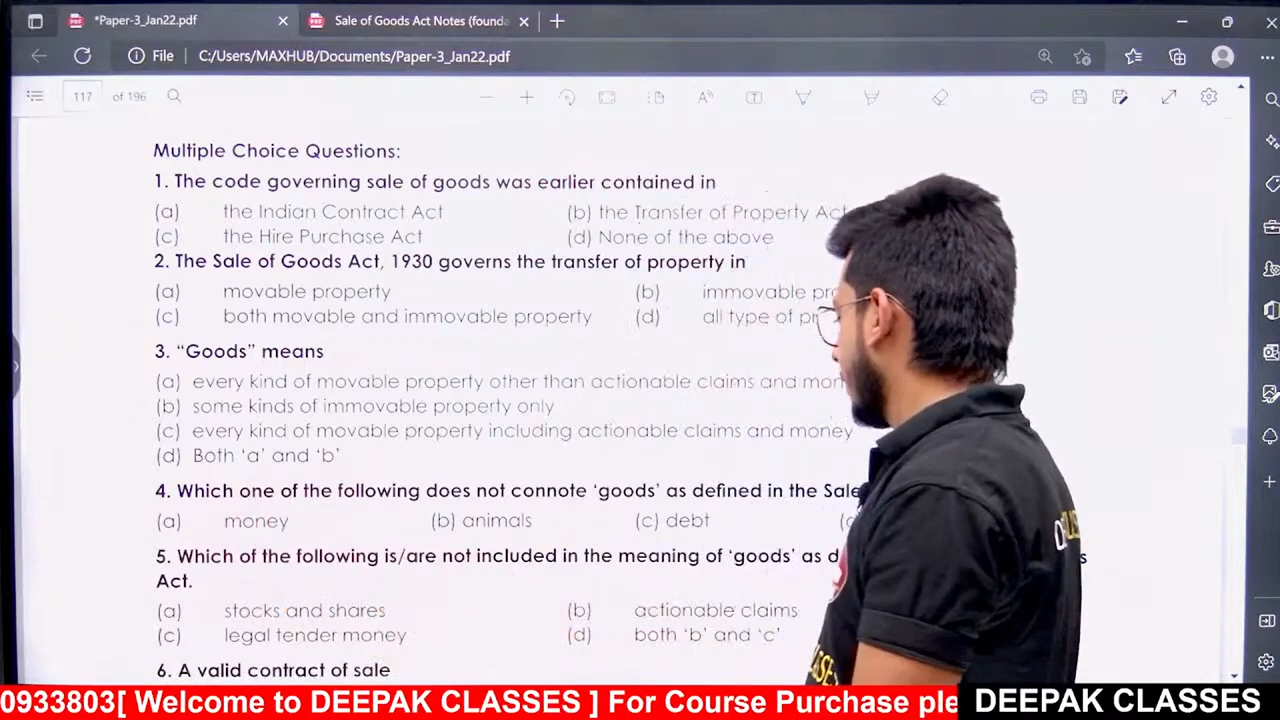 *Paper-3_Jan22.pdf
Sale of Goods Act Notes (founda
File C:/Users/MAXHUB/Documents/Paper-3_Jan22.pdf
117 of 196
Multiple Choice Questions:
1. The code governing sale of goods was earlier contained in
(a) the Indian Contract Act (b) the Transfer of Property Act
(c) the Hire Purchase Act (d) None of the above
2. The Sale of Goods Act, 1930 governs the transfer of property in
(a) movable property (b) immovable pro
(c) both movable and immovable property (d) all type of pr
3. “Goods” means
(a) every kind of movable property other than actionable claims and mon
(b) some kinds of immovable property only
(c) every kind of movable property including actionable claims and money
(d) Both ‘a’ and ‘b’
4. Which one of the following does not connote ‘goods’ as defined in the Sale
(a) money (b) animals (c) debt
5. Which of the following is/are not included in the meaning of ‘goods’ as d
Act.
(a) stocks and shares (b) actionable claims
(c) legal tender money (d) both ‘b’ and ‘c’
6. A valid contract of sale
0933803[ Welcome to DEEPAK CLASSES ] For Course Purchase ple
DEEPAK CLASSES